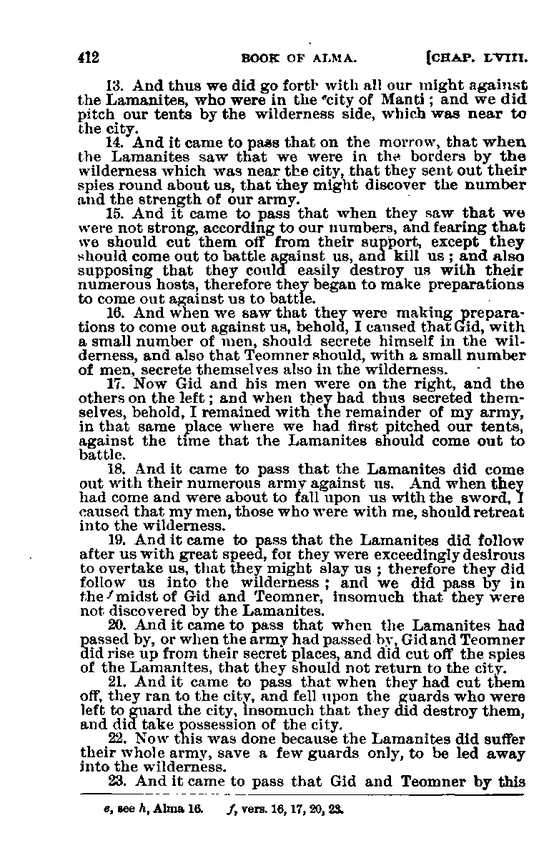 412 BOOK OF ALMA. [CHAP. LVIII.
13. And thus we did go forth with all our might against
the Lamanites, who were in the ᵉcity of Manti; and we did
pitch our tents by the wilderness side, which was near to
the city.
14. And it came to pass that on the morrow, that when
the Lamanites saw that we were in the borders by the
wilderness which was near the city, that they sent out their
spies round about us, that they might discover the number
and the strength of our army.
15. And it came to pass that when they saw that we
were not strong, according to our numbers, and fearing that
we should cut them off from their support, except they
should come out to battle against us, and kill us; and also
supposing that they could easily destroy us with their
numerous hosts, therefore they began to make preparations
to come out against us to battle.
16. And when we saw that they were making prepara-
tions to come out against us, behold, I caused that Gid, with
a small number of men, should secrete himself in the wil-
derness, and also that Teomner should, with a small number
of men, secrete themselves also in the wilderness.
17. Now Gid and his men were on the right, and the
others on the left; and when they had thus secreted them-
selves, behold, I remained with the remainder of my army,
in that same place where we had first pitched our tents,
against the time that the Lamanites should come out to
battle.
18. And it came to pass that the Lamanites did come
out with their numerous army against us. And when they
had come and were about to fall upon us with the sword, I
caused that my men, those who were with me, should retreat
into the wilderness.
19. And it came to pass that the Lamanites did follow
after us with great speed, for they were exceedingly desirous
to overtake us, that they might slay us; therefore they did
follow us into the wilderness; and we did pass by in
the ᶠmidst of Gid and Teomner, insomuch that they were
not discovered by the Lamanites.
20. And it came to pass that when the Lamanites had
passed by, or when the army had passed by, Gid and Teomner
did rise up from their secret places, and did cut off the spies
of the Lamanites, that they should not return to the city.
21. And it came to pass that when they had cut them
off, they ran to the city, and fell upon the guards who were
left to guard the city, insomuch that they did destroy them,
and did take possession of the city.
22. Now this was done because the Lamanites did suffer
their whole army, save a few guards only, to be led away
into the wilderness.
23. And it came to pass that Gid and Teomner by this
e, see h, Alma 16. f, vers. 16, 17, 20, 23.